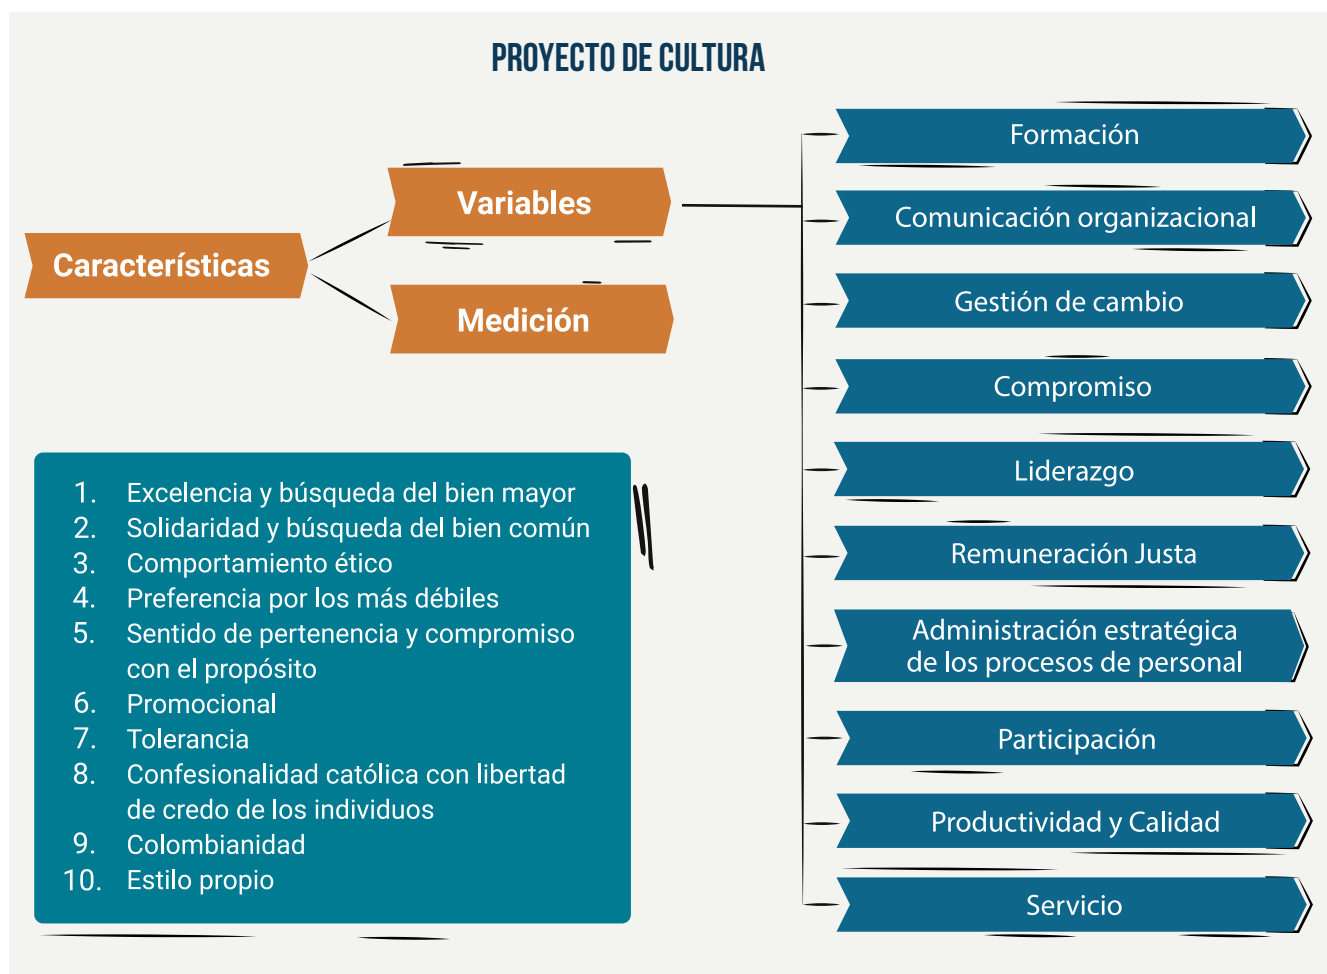 PROYECTO DE CULTURA
Características
Variables
Medición
1. Excelencia y búsqueda del bien mayor
2. Solidaridad y búsqueda del bien común
3. Comportamiento ético
4. Preferencia por los más débiles
5. Sentido de pertenencia y compromiso
con el propósito
6. Promocional
7. Tolerancia
8. Confesionalidad católica con libertad
de credo de los individuos
9. Colombianidad
10. Estilo propio
Formación
Comunicación organizacional
Gestión de cambio
Compromiso
Liderazgo
Remuneración Justa
Administración estratégica
de los procesos de personal
Participación
Productividad y Calidad
Servicio